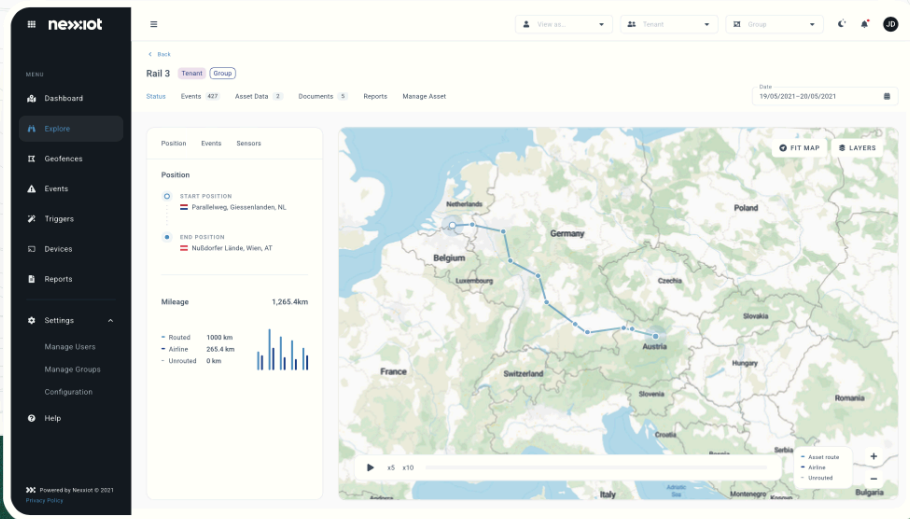 nexxiot
View as...
Tenant
Group
JD
MENU
Dashboard
Explore
Geofences
Events
Triggers
Devices
Reports
Settings
Manage Users
Manage Groups
Configuration
Help
Powered by Nexxiot © 2021
Privacy Policy
Back
Rail 3 Tenant Group
Status Events 427 Asset Data 2 Documents 5 Reports Manage Asset
Date
19/05/2021–20/05/2021
Position Events Sensors
Position
START POSITION
Parallelweg, Giessenlanden, NL
END POSITION
Nußdorfer Lände, Wien, AT
Mileage 1,265.4km
Routed 1000 km
Airline 265.4 km
Unrouted 0 km
FIT MAP
LAYERS
Netherlands
Poland
Germany
Belgium
Luxembourg
Czechia
Slovakia
Austria
France
Switzerland
Hungary
Slovenia
Romania
Croatia
Serbia
Italy
Adriatic
Sea
Montenegro
Bulgaria
x5 x10
Asset route
Airline
Unrouted
+
−